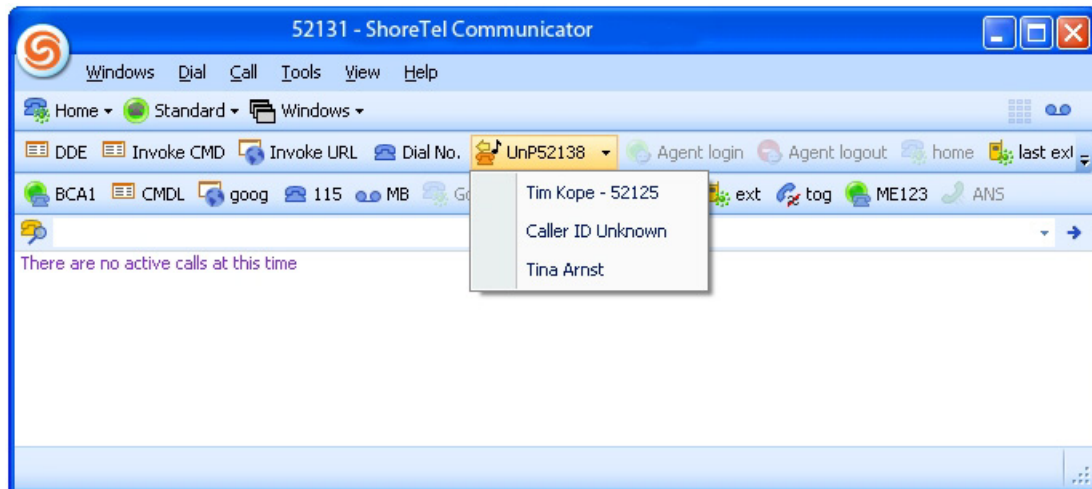 52131 - ShoreTel Communicator
Windows Dial Call Tools View Help
Home Standard Windows
DDE Invoke CMD Invoke URL Dial No. UnP52138 Agent login Agent logout home last ext
BCA1 CMDL goog 115 MB ext tog ME123 ANS
Tim Kope - 52125
Caller ID Unknown
Tina Arnst
There are no active calls at this time